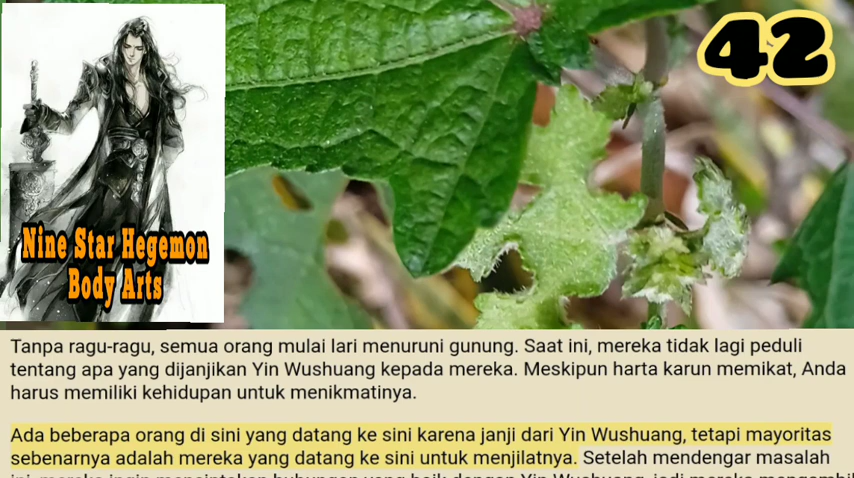 42
Nine Star Hegemon
Body Arts
Tanpa ragu-ragu, semua orang mulai lari menuruni gunung. Saat ini, mereka tidak lagi peduli
tentang apa yang dijanjikan Yin Wushuang kepada mereka. Meskipun harta karun memikat, Anda
harus memiliki kehidupan untuk menikmatinya.
Ada beberapa orang di sini yang datang ke sini karena janji dari Yin Wushuang, tetapi mayoritas
sebenarnya adalah mereka yang datang ke sini untuk menjilatnya. Setelah mendengar masalah